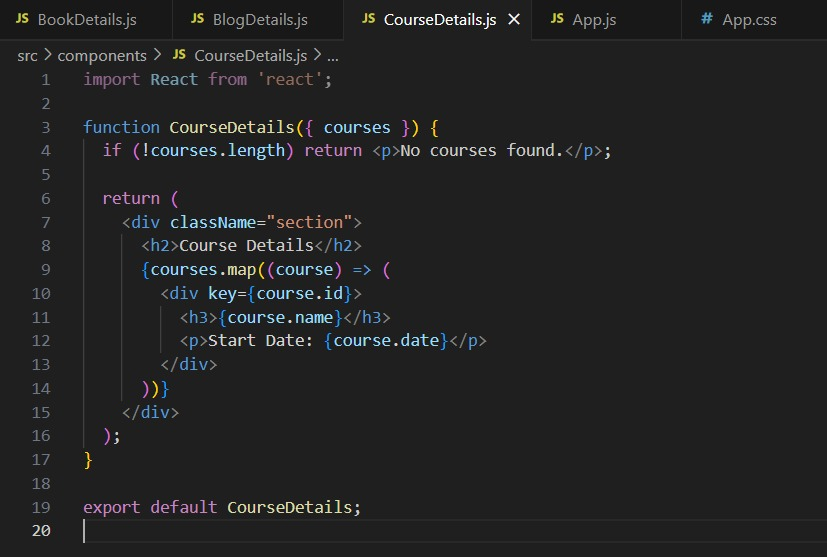 JS BookDetails.js JS BlogDetails.js JS CourseDetails.js × JS App.js # App.css
src > components > JS CourseDetails.js > ...
1 import React from 'react';
2
3 function CourseDetails({ courses }) {
4   if (!courses.length) return <p>No courses found.</p>;
5
6   return (
7     <div className="section">
8       <h2>Course Details</h2>
9       {courses.map((course) => (
10         <div key={course.id}>
11           <h3>{course.name}</h3>
12           <p>Start Date: {course.date}</p>
13         </div>
14       ))}
15     </div>
16   );
17 }
18
19 export default CourseDetails;
20